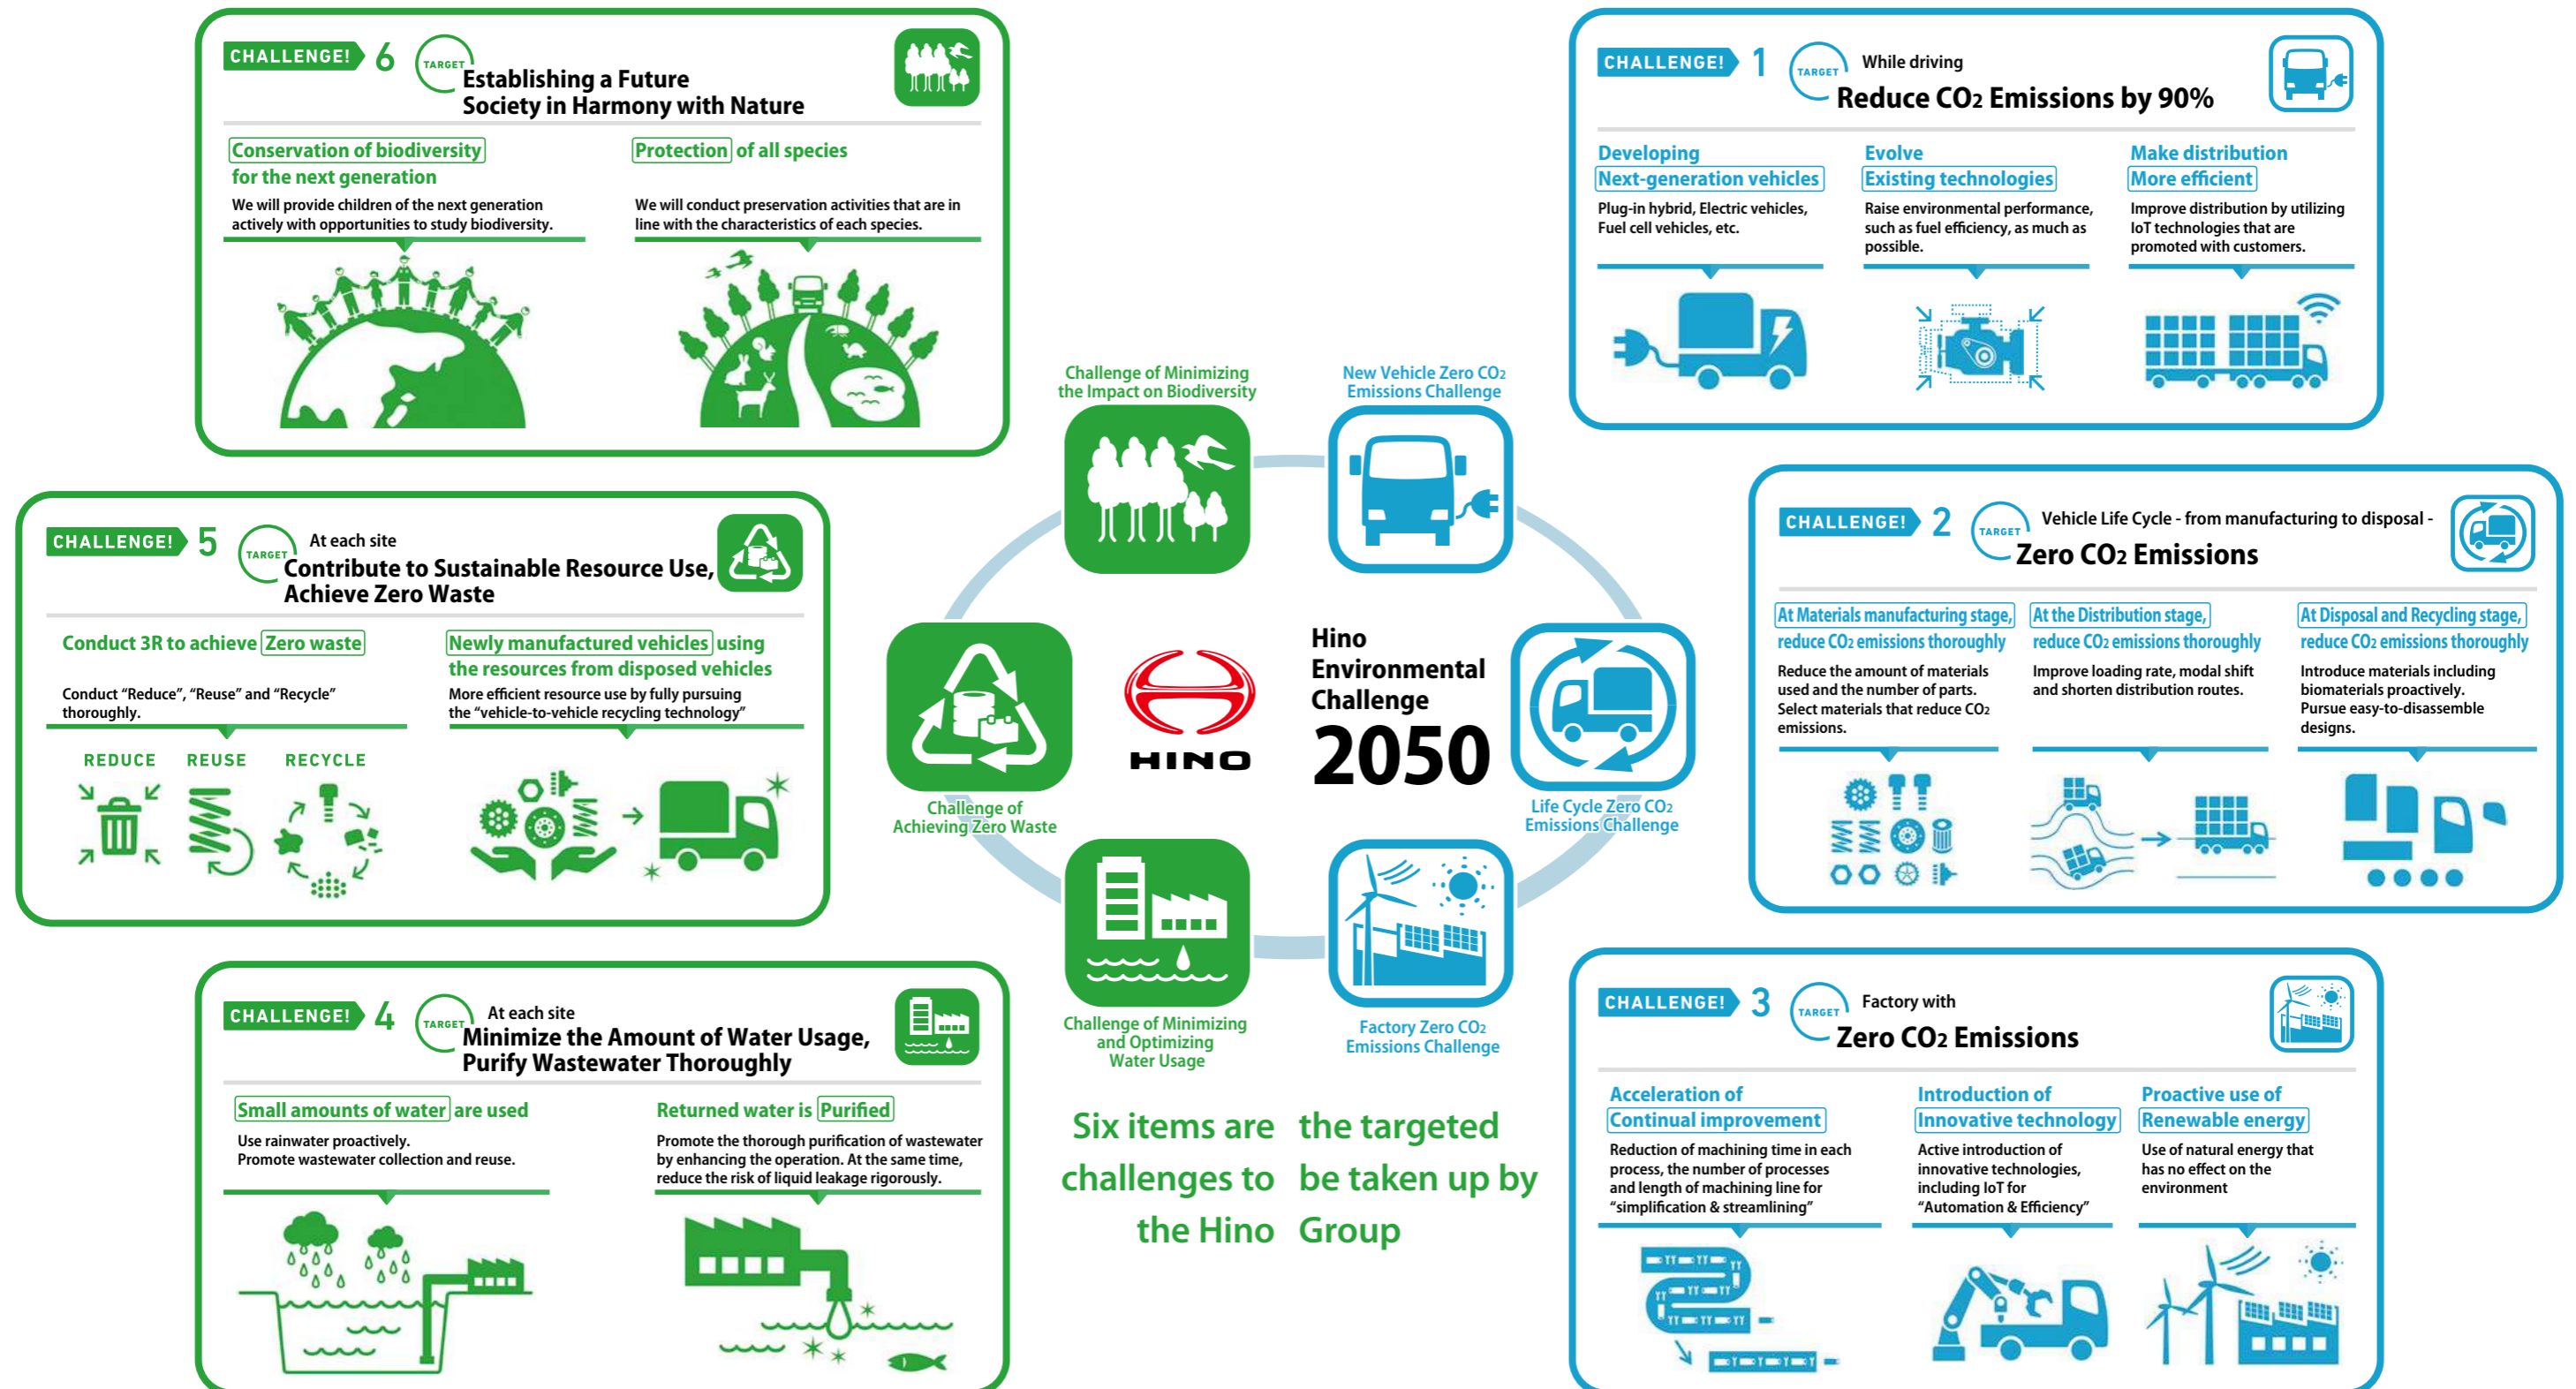 CHALLENGE! 6
TARGET
Establishing a Future
Society in Harmony with Nature
Conservation of biodiversity
for the next generation
We will provide children of the next generation
actively with opportunities to study biodiversity.
Protection of all species
We will conduct preservation activities that are in
line with the characteristics of each species.
CHALLENGE! 1
TARGET
While driving
Reduce CO2 Emissions by 90%
Developing
Next-generation vehicles
Plug-in hybrid, Electric vehicles,
Fuel cell vehicles, etc.
Evolve
Existing technologies
Raise environmental performance,
such as fuel efficiency, as much as
possible.
Make distribution
More efficient
Improve distribution by utilizing
IoT technologies that are
promoted with customers.
Challenge of Minimizing
the Impact on Biodiversity
New Vehicle Zero CO2
Emissions Challenge
CHALLENGE! 5
TARGET
At each site
Contribute to Sustainable Resource Use,
Achieve Zero Waste
Conduct 3R to achieve Zero waste
Conduct “Reduce”, “Reuse” and “Recycle”
thoroughly.
REDUCE REUSE RECYCLE
Newly manufactured vehicles using
the resources from disposed vehicles
More efficient resource use by fully pursuing
the “vehicle-to-vehicle recycling technology”
HINO
Hino
Environmental
Challenge
2050
Challenge of
Achieving Zero Waste
Life Cycle Zero CO2
Emissions Challenge
CHALLENGE! 2
TARGET
Vehicle Life Cycle - from manufacturing to disposal -
Zero CO2 Emissions
At Materials manufacturing stage,
reduce CO2 emissions thoroughly
Reduce the amount of materials
used and the number of parts.
Select materials that reduce CO2
emissions.
At the Distribution stage,
reduce CO2 emissions thoroughly
Improve loading rate, modal shift
and shorten distribution routes.
At Disposal and Recycling stage,
reduce CO2 emissions thoroughly
Introduce materials including
biomaterials proactively.
Pursue easy-to-disassemble
designs.
CHALLENGE! 4
TARGET
At each site
Minimize the Amount of Water Usage,
Purify Wastewater Thoroughly
Small amounts of water are used
Use rainwater proactively.
Promote wastewater collection and reuse.
Returned water is Purified
Promote the thorough purification of wastewater
by enhancing the operation. At the same time,
reduce the risk of liquid leakage rigorously.
Challenge of Minimizing
and Optimizing
Water Usage
Factory Zero CO2
Emissions Challenge
Six items are the targeted
challenges to be taken up by
the Hino Group
CHALLENGE! 3
TARGET
Factory with
Zero CO2 Emissions
Acceleration of
Continual improvement
Reduction of machining time in each
process, the number of processes
and length of machining line for
“simplification & streamlining”
Introduction of
Innovative technology
Active introduction of
innovative technologies,
including IoT for
“Automation & Efficiency”
Proactive use of
Renewable energy
Use of natural energy that
has no effect on the
environment